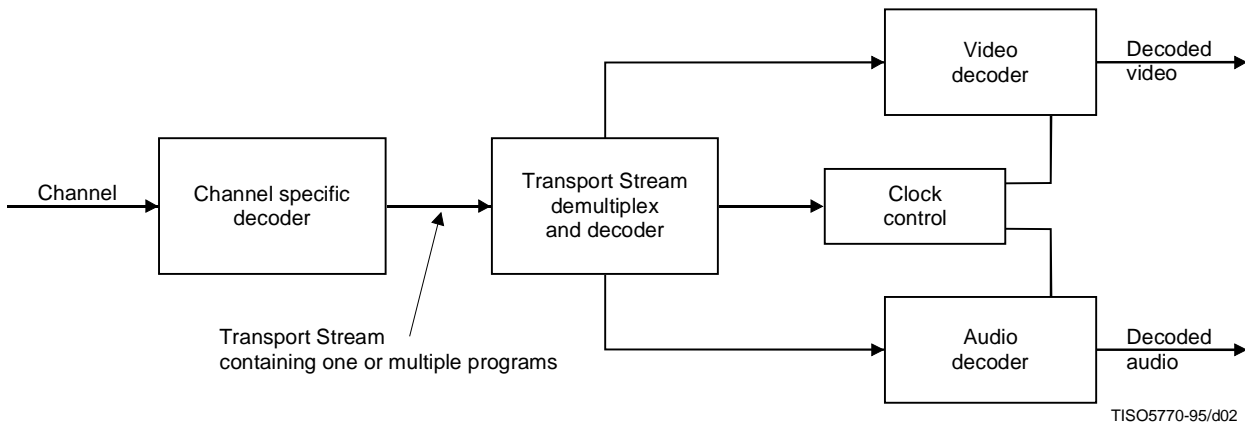 Channel
Channel specific
decoder
Transport Stream
containing one or multiple programs
Transport Stream
demultiplex
and decoder
Clock
control
Video
decoder
Decoded
video
Audio
decoder
Decoded
audio
TISO5770-95/d02